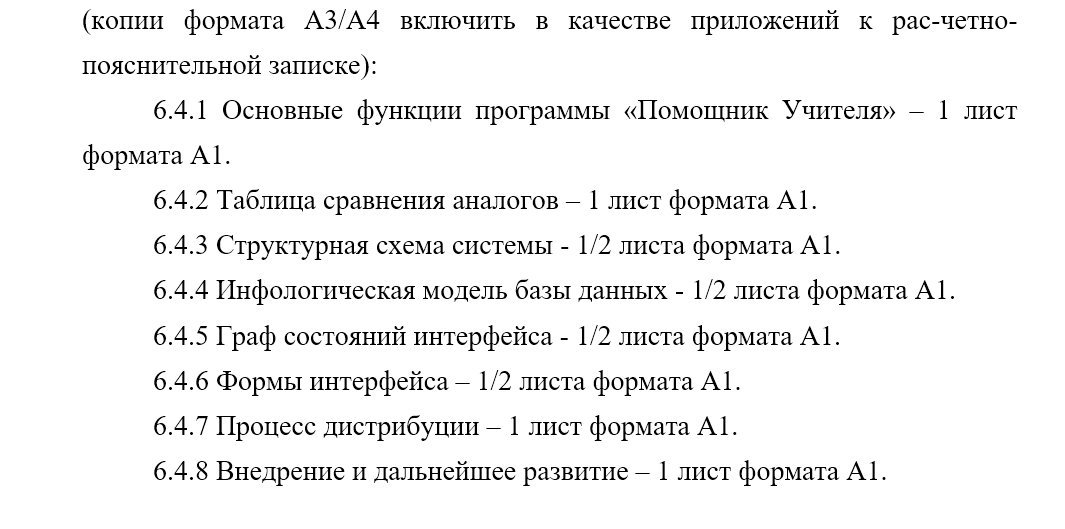 (копии формата А3/А4 включить в качестве приложений к рас-четно-
пояснительной записке):
6.4.1 Основные функции программы «Помощник Учителя» – 1 лист
формата А1.
6.4.2 Таблица сравнения аналогов – 1 лист формата А1.
6.4.3 Структурная схема системы - 1/2 листа формата А1.
6.4.4 Инфологическая модель базы данных - 1/2 листа формата А1.
6.4.5 Граф состояний интерфейса - 1/2 листа формата А1.
6.4.6 Формы интерфейса – 1/2 листа формата А1.
6.4.7 Процесс дистрибуции – 1 лист формата А1.
6.4.8 Внедрение и дальнейшее развитие – 1 лист формата А1.